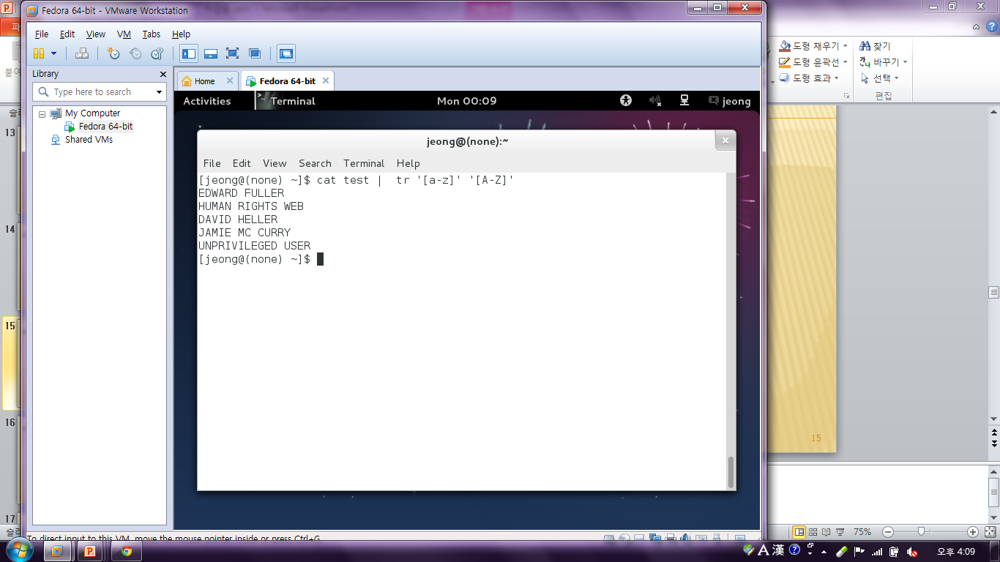 Fedora 64-bit - VMware Workstation
File Edit View VM Tabs Help
도형 채우기
찾기
도형 윤곽선
바꾸기
도형 효과
선택
편집
Library
Type here to search
My Computer
Fedora 64-bit
Shared VMs
Home
Fedora 64-bit
Activities Terminal Mon 00:09 jeong
jeong@(none):~
File Edit View Search Terminal Help
[jeong@(none) ~]$ cat test |  tr '[a-z]' '[A-Z]'
EDWARD FULLER
HUMAN RIGHTS WEB
DAVID HELLER
JAMIE MC CURRY
UNPRIVILEGED USER
[jeong@(none) ~]$
13
14
15
16
17
15
To direct input to this VM, move the mouse pointer inside or press Ctrl+G.
75%
A 漢
오후 4:09